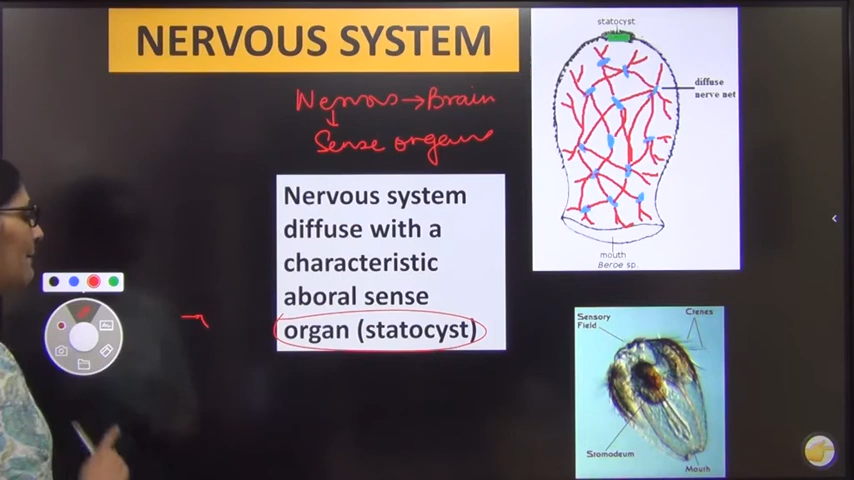 NERVOUS SYSTEM
Nervous → Brain
Sense organs
Nervous system
diffuse with a
characteristic
aboral sense
organ (statocyst)
statocyst
diffuse
nerve net
mouth
Beroe sp.
Sensory
Field
Ctenes
Stomodeum
Mouth